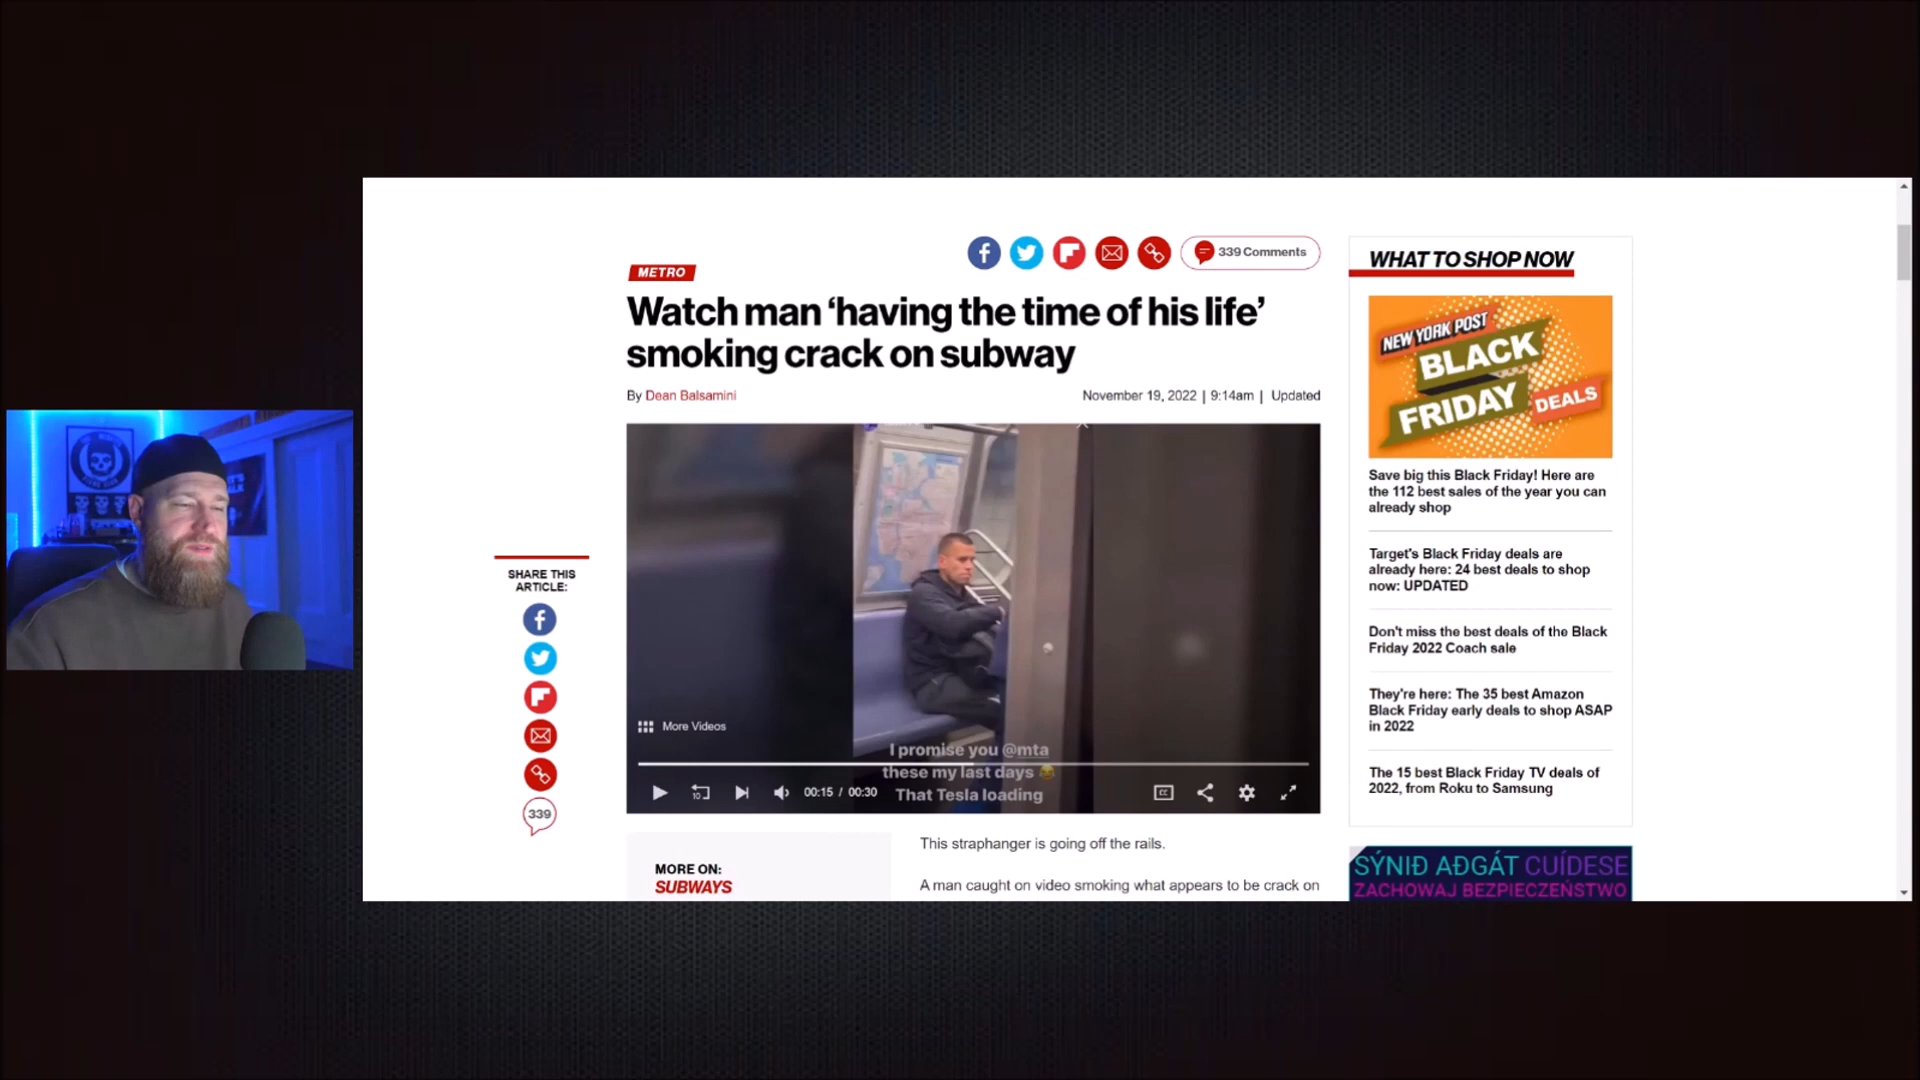 METRO
339 Comments
Watch man ‘having the time of his life’
smoking crack on subway
By Dean Balsamini
November 19, 2022 | 9:14am | Updated
SHARE THIS
ARTICLE:
339
More Videos
I promise you @mta
these my last days 😂
That Tesla loading
10
00:15 / 00:30
CC
MORE ON:
SUBWAYS
This straphanger is going off the rails.
A man caught on video smoking what appears to be crack on
WHAT TO SHOP NOW
NEW YORK POST
BLACK
FRIDAY
DEALS
Save big this Black Friday! Here are
the 112 best sales of the year you can
already shop
Target's Black Friday deals are
already here: 24 best deals to shop
now: UPDATED
Don't miss the best deals of the Black
Friday 2022 Coach sale
They're here: The 35 best Amazon
Black Friday early deals to shop ASAP
in 2022
The 15 best Black Friday TV deals of
2022, from Roku to Samsung
SÝNIÐ AÐGÁT CUÍDESE
ZACHOWAJ BEZPIECZEŃSTWO